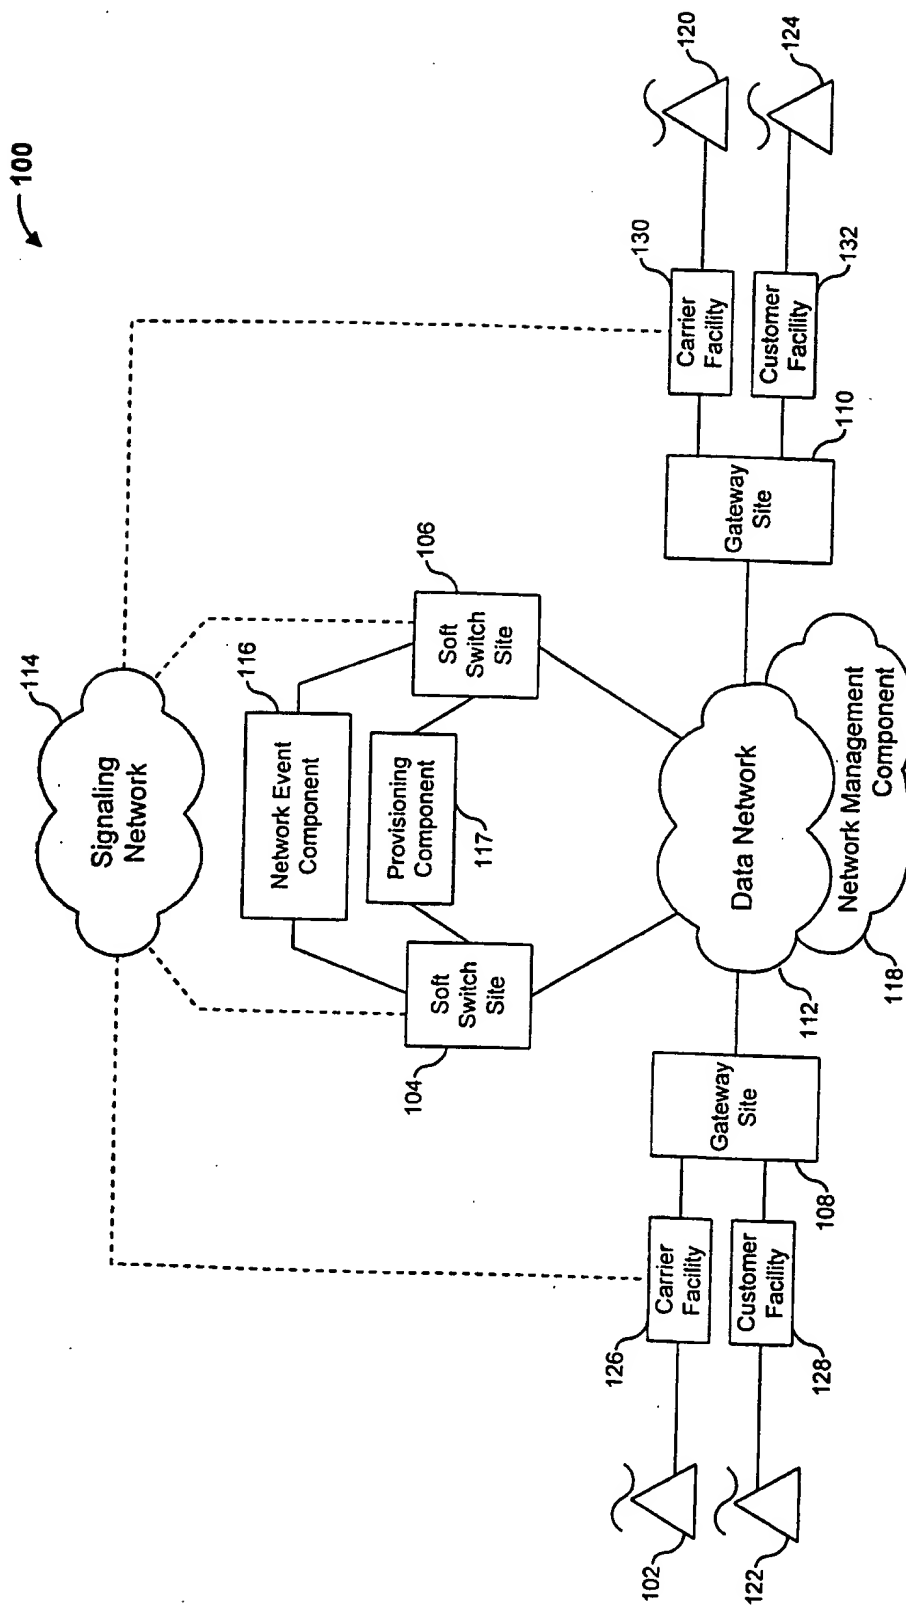 100
114
Signaling
Network
116
Network Event
Component
106
Soft
Switch
Site
Provisioning
Component
117
Soft
Switch
Site
104
130
Carrier
Facility
120
126
Carrier
Facility
102
Gateway
Site
108
Data Network
112
Gateway
Site
110
Customer
Facility
132
124
Customer
Facility
128
122
Network Management
Component
118